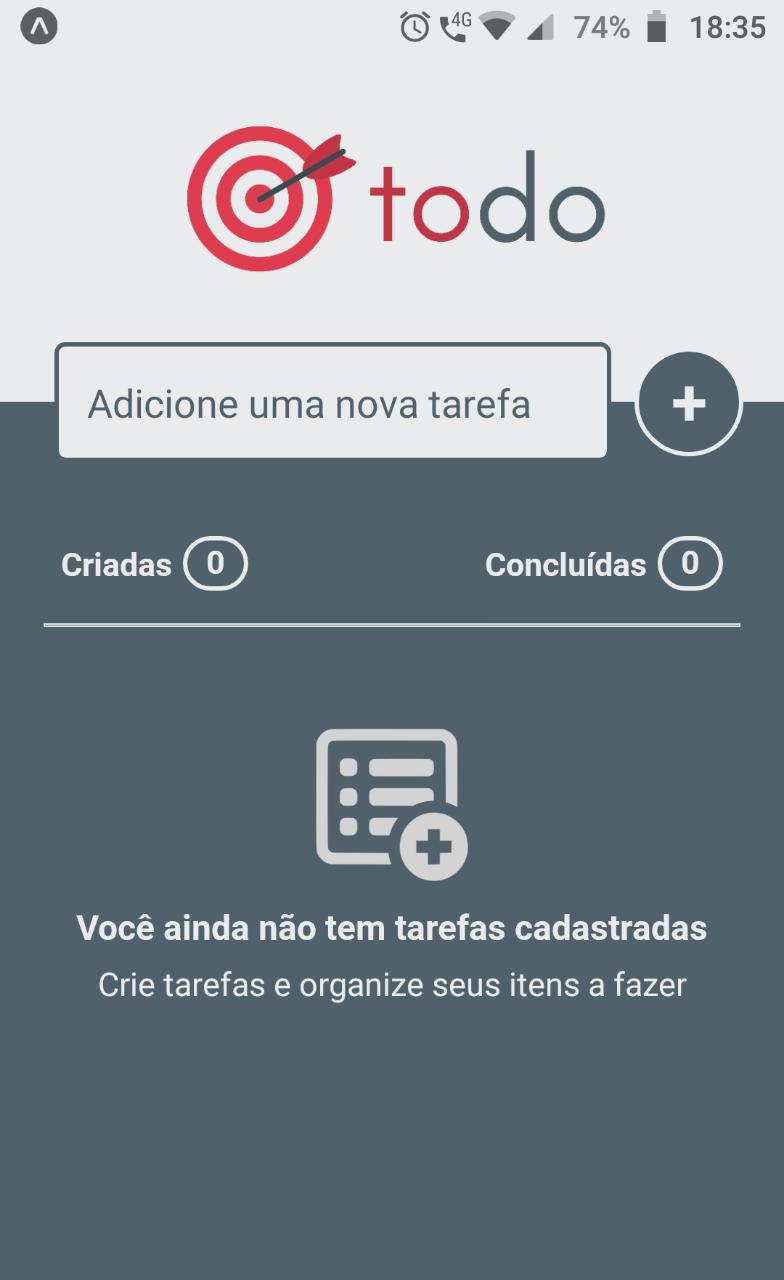 4G 74% 18:35
todo
Adicione uma nova tarefa +
Criadas 0 Concluídas 0
Você ainda não tem tarefas cadastradas
Crie tarefas e organize seus itens a fazer